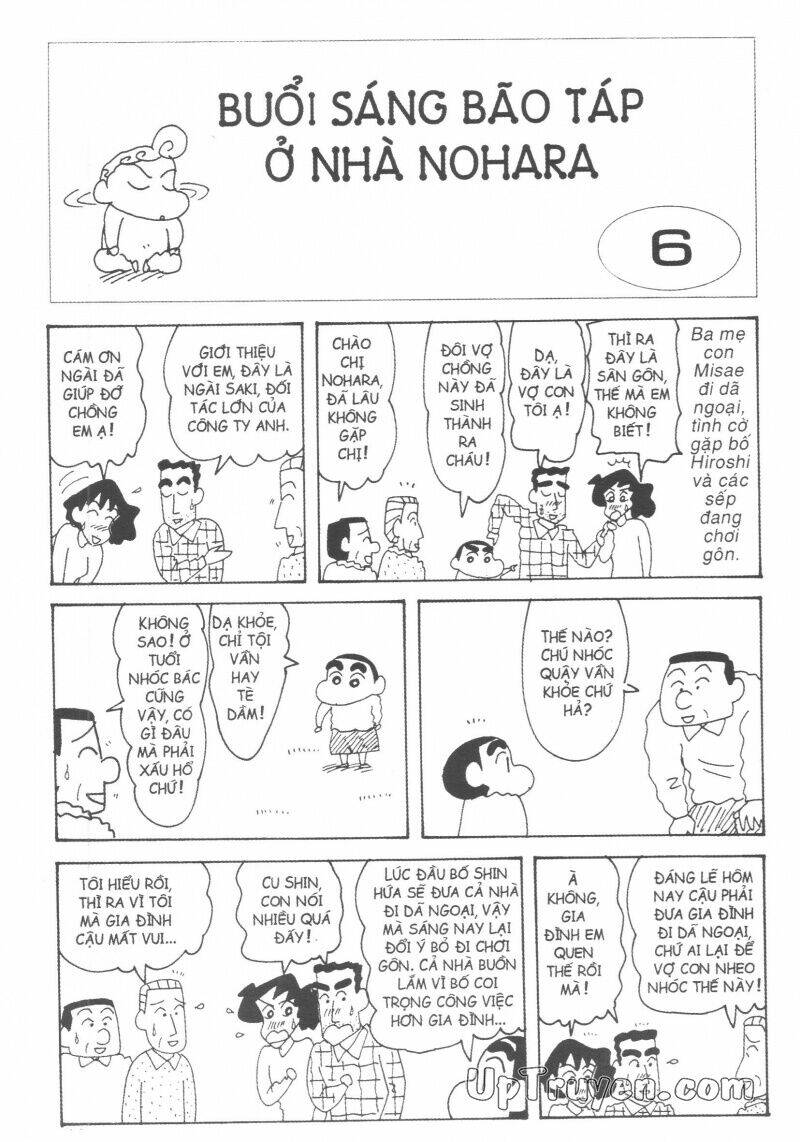 BUỔI SÁNG BÃO TÁP
Ở NHÀ NOHARA
6
Ba mẹ
con
Misae
đi dã
ngoại,
tình cờ
gặp bố
Hiroshi
và các
sếp
đang
chơi
gôn.
THÌ RA
ĐÂY LÀ
SÂN GÔN,
THẾ MÀ EM
KHÔNG
BIẾT!
DẠ,
ĐÂY LÀ
VỢ CON
TÔI Ạ!
ĐÔI VỢ
CHỒNG
NÀY ĐÃ
SINH
THÀNH
RA
CHÁU!
CHÀO
CHỊ
NOHARA,
ĐÃ LÂU
KHÔNG
GẶP
CHỊ!
GIỚI THIỆU
VỚI EM, ĐÂY LÀ
NGÀI SAKI, ĐỐI
TÁC LỚN CỦA
CÔNG TY ANH.
CÁM ƠN
NGÀI ĐÃ
GIÚP ĐỠ
CHỒNG
EM Ạ!
THẾ NÀO?
CHÚ NHÓC
QUẬY VẪN
KHỎE CHỨ
HẢ?
DẠ KHỎE,
CHỈ TỘI
VẪN
HAY
TÈ
DẦM!
KHÔNG
SAO! Ở
TUỔI
NHÓC BÁC
CŨNG
VẬY, CÓ
GÌ ĐÂU
MÀ PHẢI
XẤU HỔ
CHỨ!
ĐÁNG LẼ HÔM
NAY CẬU PHẢI
ĐƯA GIA ĐÌNH
ĐI DÃ NGOẠI,
CHỨ AI LẠI ĐỂ
VỢ CON NHEO
NHÓC THẾ NÀY!
À
KHÔNG,
GIA
ĐÌNH EM
QUEN
THẾ RỒI
MÀ!
LÚC ĐẦU BỐ SHIN
HỨA SẼ ĐƯA CẢ NHÀ
ĐI DÃ NGOẠI, VẬY
MÀ SÁNG NAY LẠI
ĐỔI Ý BỎ ĐI CHƠI
GÔN. CẢ NHÀ BUỒN
LẮM VÌ BỐ COI
TRỌNG CÔNG VIỆC
HƠN GIA ĐÌNH...
CU SHIN,
CON NÓI
NHIỀU QUÁ
ĐẤY!
TÔI HIỂU RỒI,
THÌ RA VÌ TÔI
MÀ GIA ĐÌNH
CẬU MẤT VUI...
UpTruyen.com